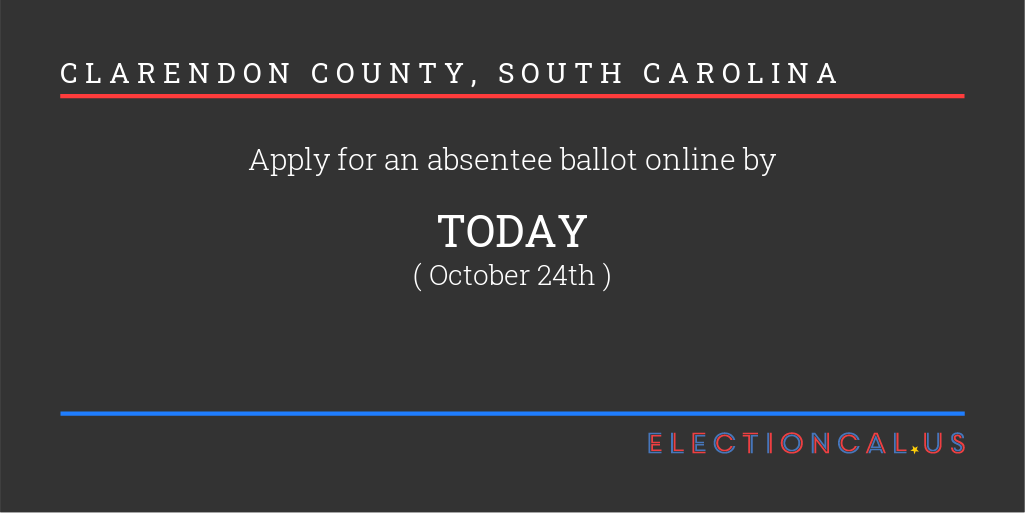 CLARENDON COUNTY, SOUTH CAROLINA
Apply for an absentee ballot online by
TODAY
( October 24th )
ELECTIONCAL.US